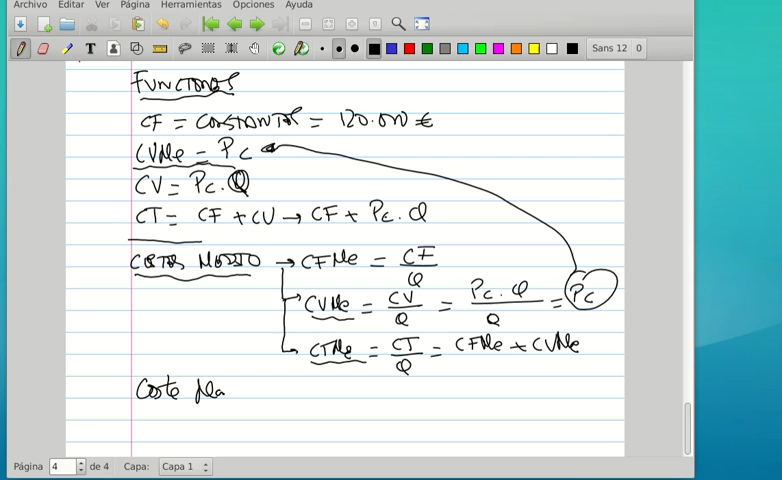 Archivo Editar Ver Página Herramientas Opciones Ayuda
T Sans 12 0
FUNCIONES
CF = CONSTANTES = 120.000 €
CVMe = Pc
CV = Pc.Q
CT = CF + CV → CF + Pc.Q
COSTES MEDIO → CFMe = CF/Q
CVMe = CV/Q = Pc.Q/Q = Pc
CTMe = CT/Q = CFMe + CVMe
Coste Ma
Página 4 de 4 Capa: Capa 1